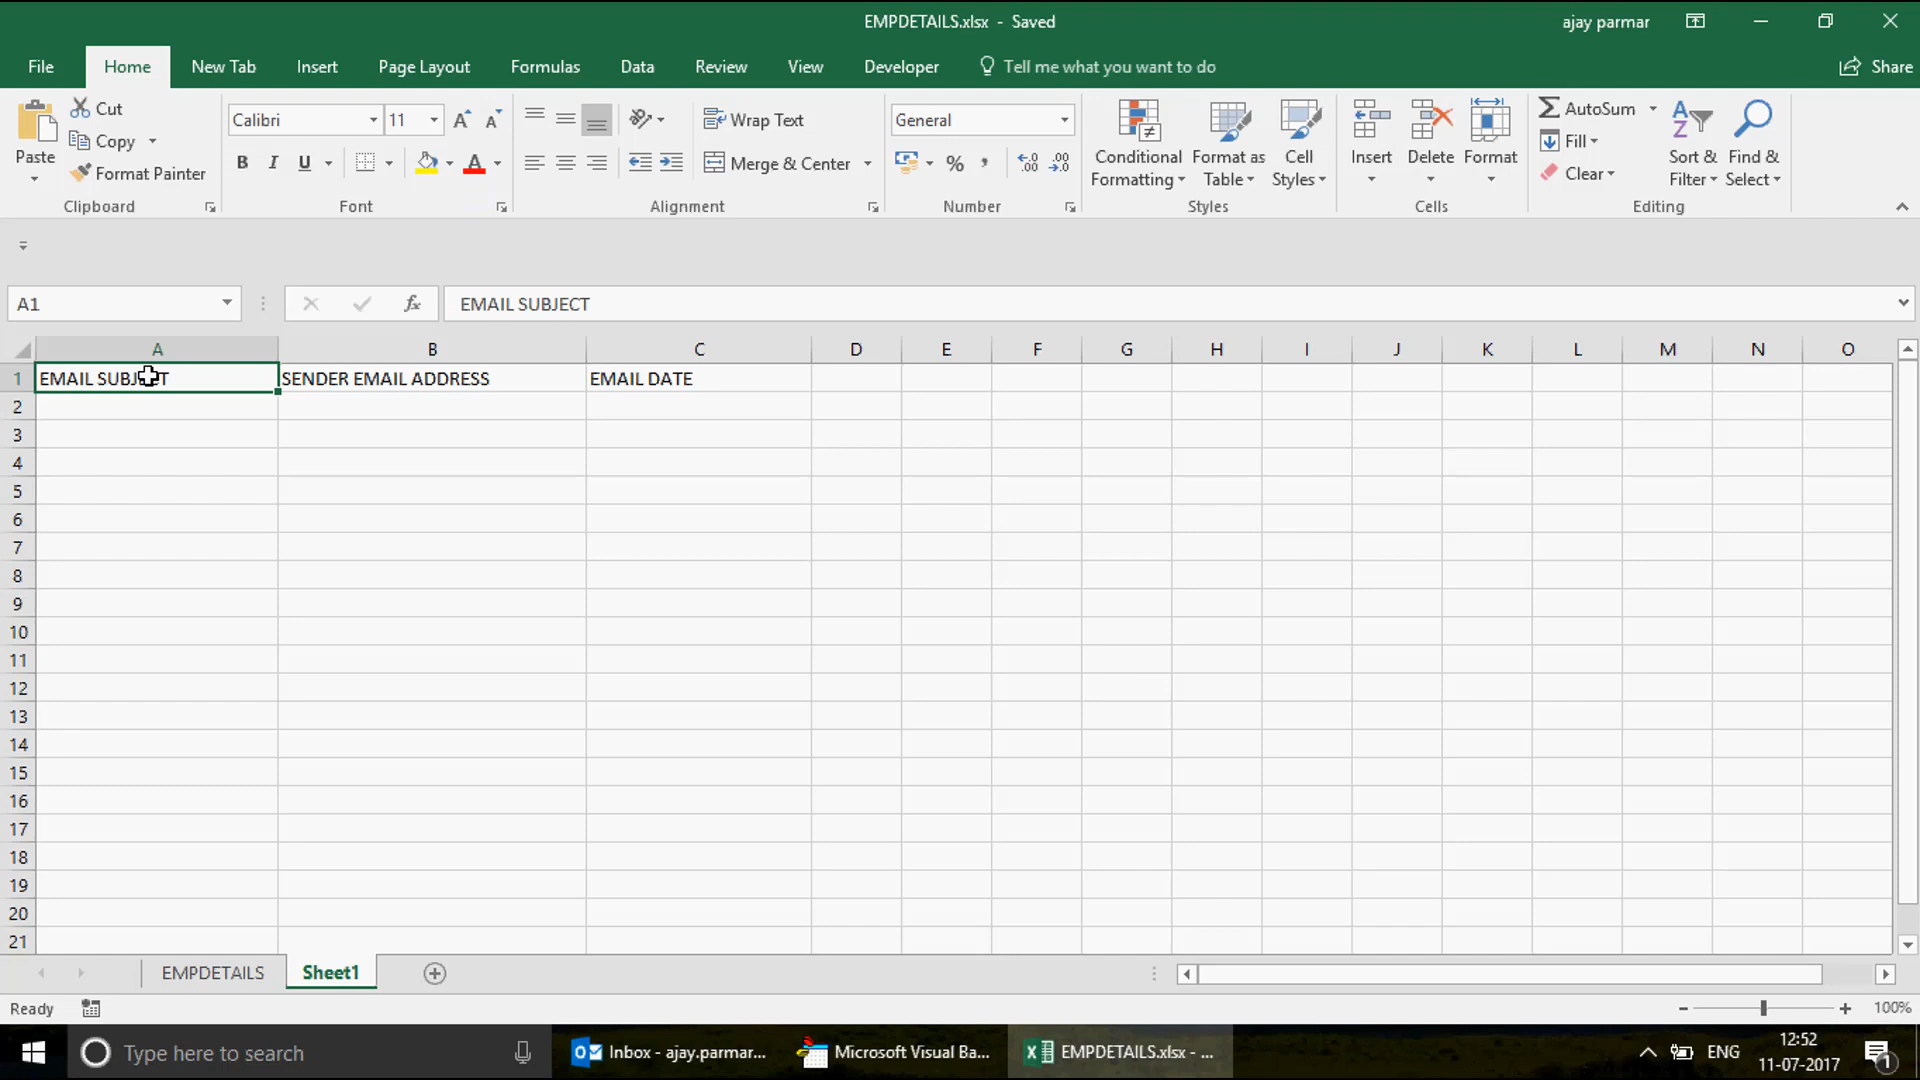 EMPDETAILS.xlsx - Saved
ajay parmar
File Home New Tab Insert Page Layout Formulas Data Review View Developer Tell me what you want to do Share
Paste
Cut
Copy
Format Painter
Clipboard
Calibri 11
B I U A
Font
Wrap Text
Merge & Center
Alignment
General
%
Number
Conditional Formatting
Format as Table
Cell Styles
Styles
Insert Delete Format
Cells
AutoSum
Fill
Clear
Sort & Filter
Find & Select
Editing
A1 fx EMAIL SUBJECT
A B C D E F G H I J K L M N O
1 EMAIL SUBJECT SENDER EMAIL ADDRESS EMAIL DATE
2
3
4
5
6
7
8
9
10
11
12
13
14
15
16
17
18
19
20
21
EMPDETAILS Sheet1
Ready 100%
Type here to search
Inbox - ajay.parmar...
Microsoft Visual Ba...
EMPDETAILS.xlsx - ...
ENG
12:52
11-07-2017
1